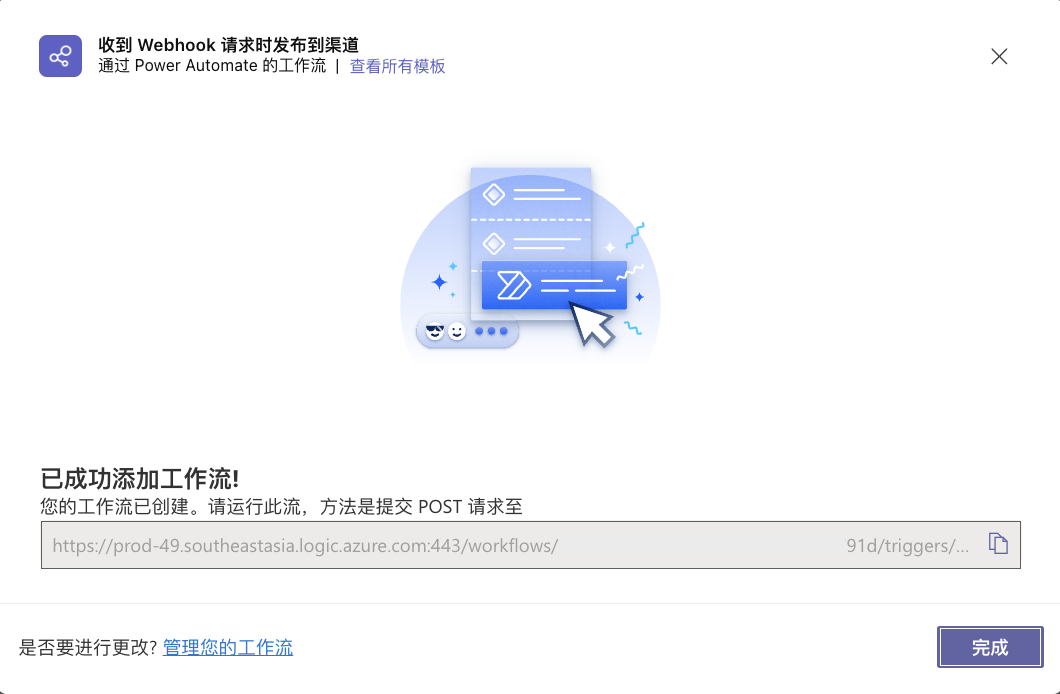 收到 Webhook 请求时发布到渠道
通过 Power Automate 的工作流 | 查看所有模板
已成功添加工作流!
您的工作流已创建。请运行此流，方法是提交 POST 请求至
https://prod-49.southeastasia.logic.azure.com:443/workflows/ 91d/triggers/...
是否要进行更改? 管理您的工作流
完成